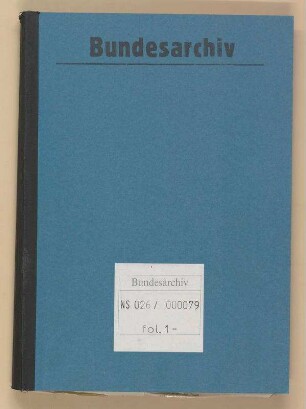 Bundesarchiv
Bundesarchiv
NS 026/ 000079
fol. 1-